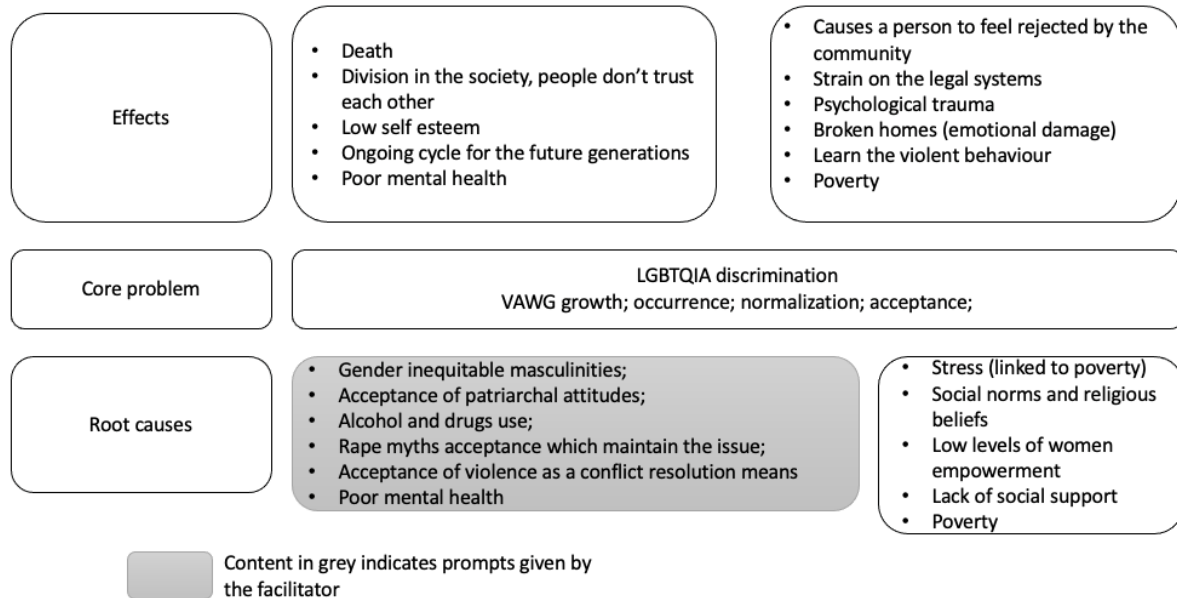 Effects
• Death
• Division in the society, people don’t trust
each other
• Low self esteem
• Ongoing cycle for the future generations
• Poor mental health
• Causes a person to feel rejected by the
community
• Strain on the legal systems
• Psychological trauma
• Broken homes (emotional damage)
• Learn the violent behaviour
• Poverty
Core problem
LGBTQIA discrimination
VAWG growth; occurrence; normalization; acceptance;
Root causes
• Gender inequitable masculinities;
• Acceptance of patriarchal attitudes;
• Alcohol and drugs use;
• Rape myths acceptance which maintain the issue;
• Acceptance of violence as a conflict resolution means
• Poor mental health
• Stress (linked to poverty)
• Social norms and religious
beliefs
• Low levels of women
empowerment
• Lack of social support
• Poverty
Content in grey indicates prompts given by
the facilitator